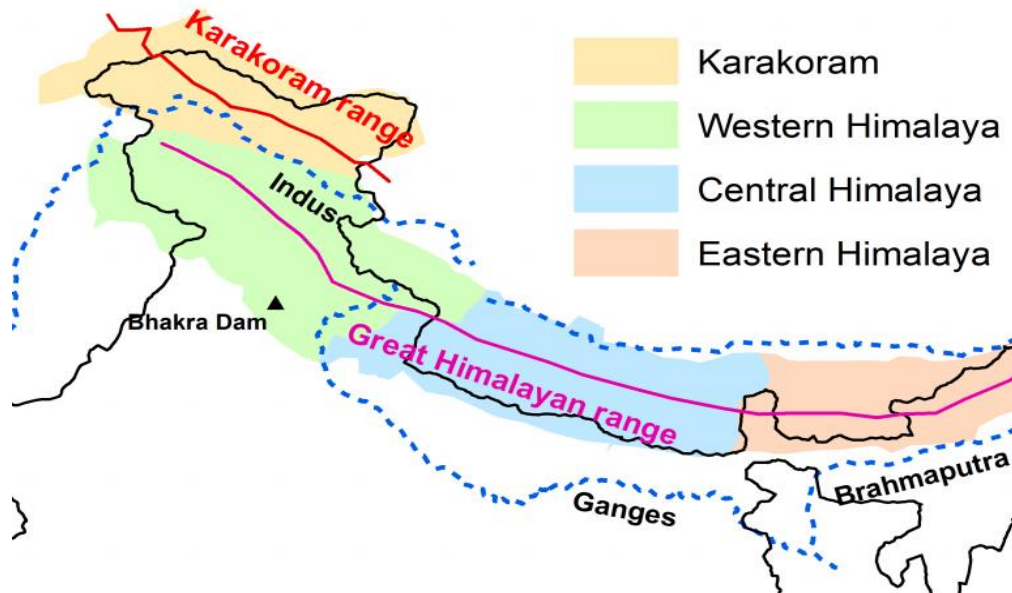 Karakoram range
Karakoram
Western Himalaya
Central Himalaya
Eastern Himalaya
Indus
Bhakra Dam
Great Himalayan range
Ganges
Brahmaputra